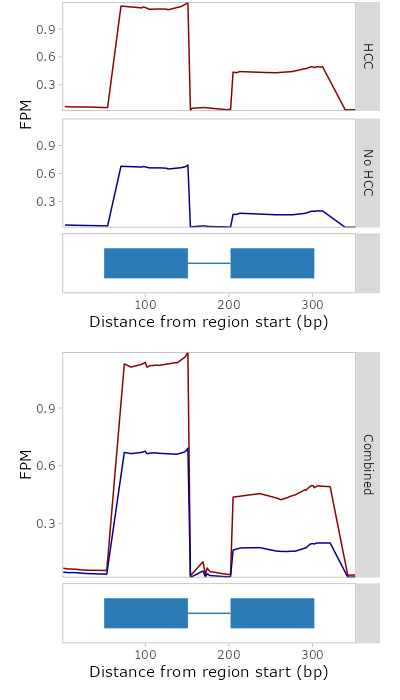 0.9
0.6
0.3
HCC
FPM
0.9
0.6
0.3
No HCC
100 200 300
Distance from region start (bp)
0.9
0.6
0.3
FPM
Combined
100 200 300
Distance from region start (bp)